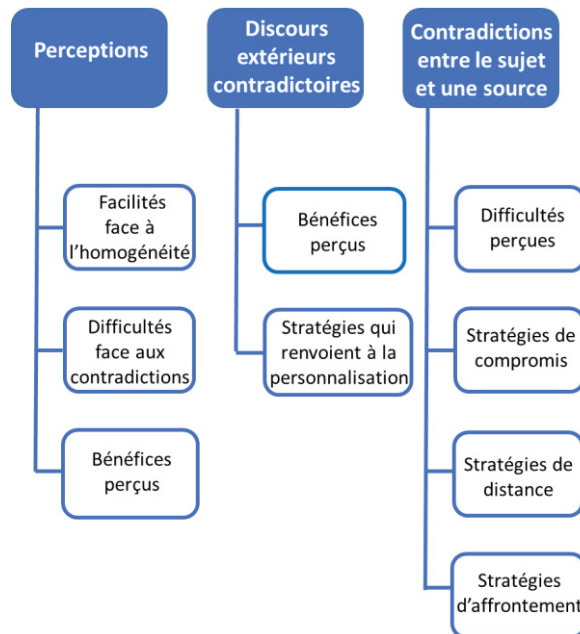 Perceptions
Facilités
face à
l'homogénéité
Difficultés
face aux
contradictions
Bénéfices
perçus
Discours
extérieurs
contradictoires
Bénéfices
perçus
Stratégies qui
renvoient à la
personnalisation
Contradictions
entre le sujet
et une source
Difficultés
perçues
Stratégies de
compromis
Stratégies de
distance
Stratégies
d'affrontement